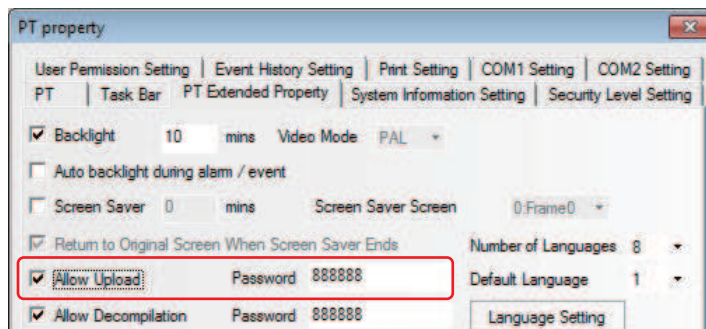 PT property
User Permission Setting Event History Setting Print Setting COM1 Setting COM2 Setting
PT Task Bar PT Extended Property System Information Setting Security Level Setting
Backlight 10 mins Video Mode PAL
Auto backlight during alarm / event
Screen Saver 0 mins Screen Saver Screen 0:Frame0
Return to Original Screen When Screen Saver Ends Number of Languages 8
Allow Upload Password 888888 Default Language 1
Allow Decompilation Password 888888 Language Setting